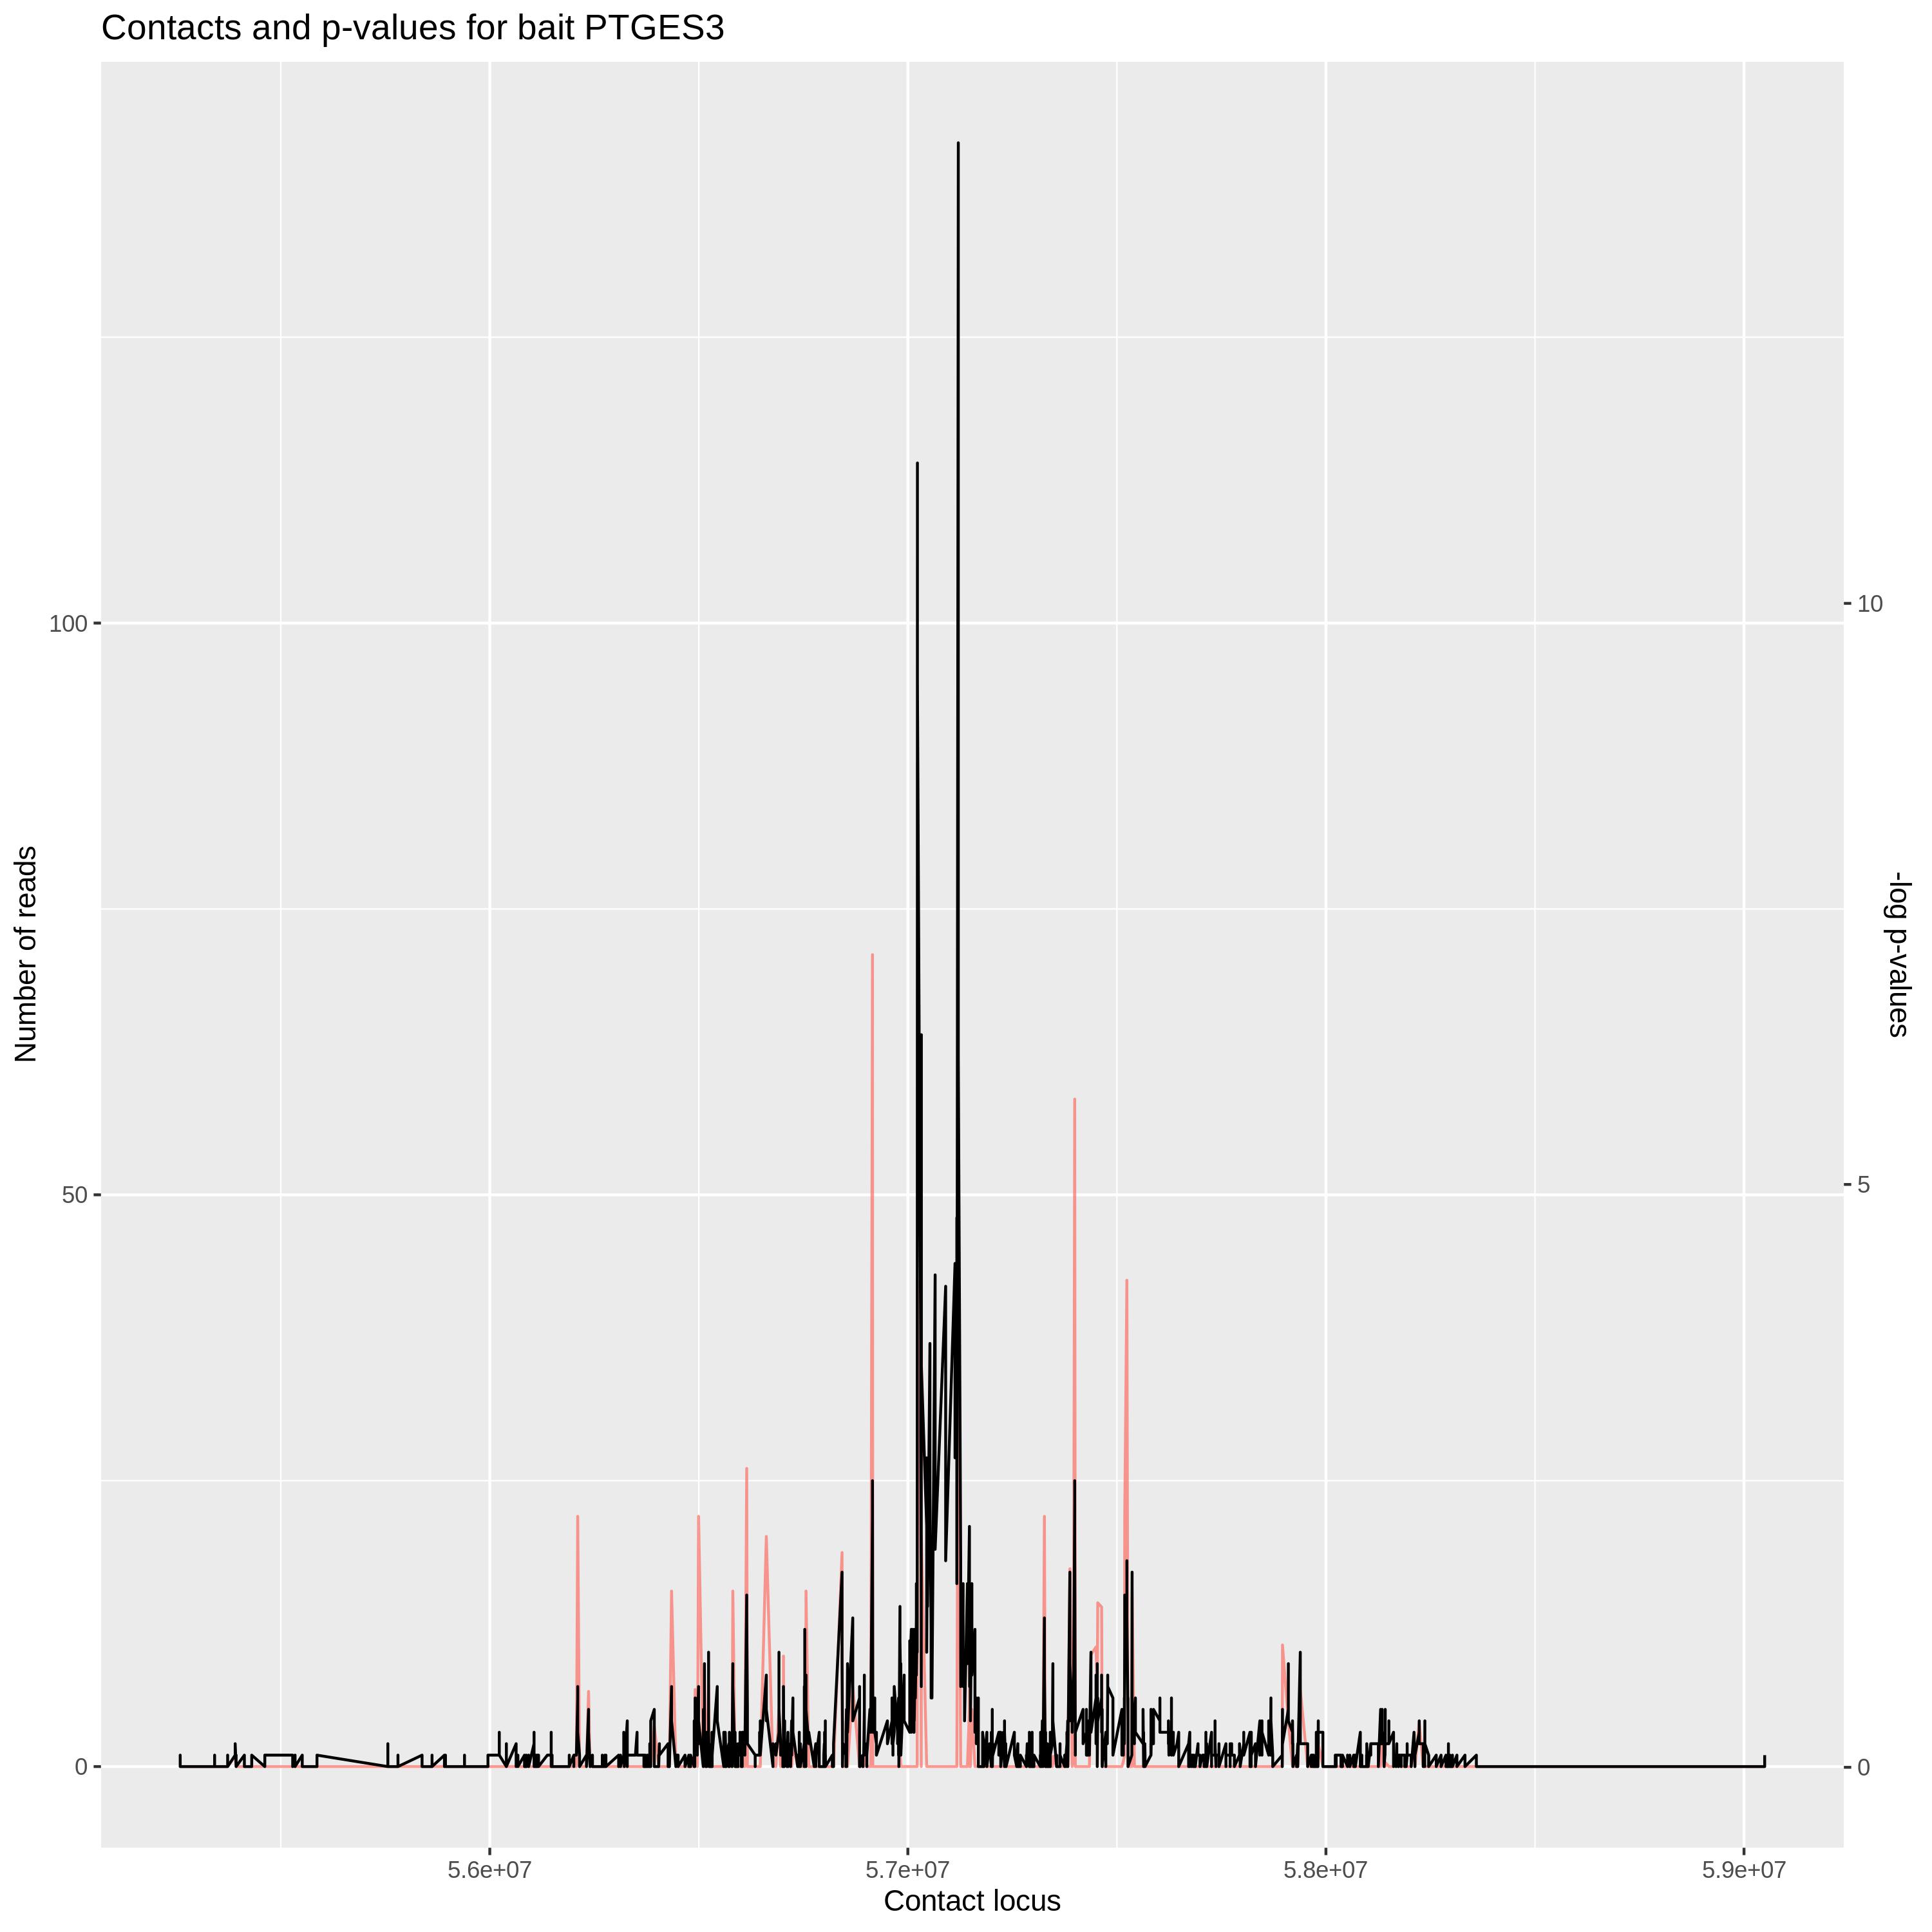 Contacts and p-values for bait PTGES3
100
50
0
Number of reads
10
5
0
-log p-values
5.6e+07
5.7e+07
5.8e+07
5.9e+07
Contact locus